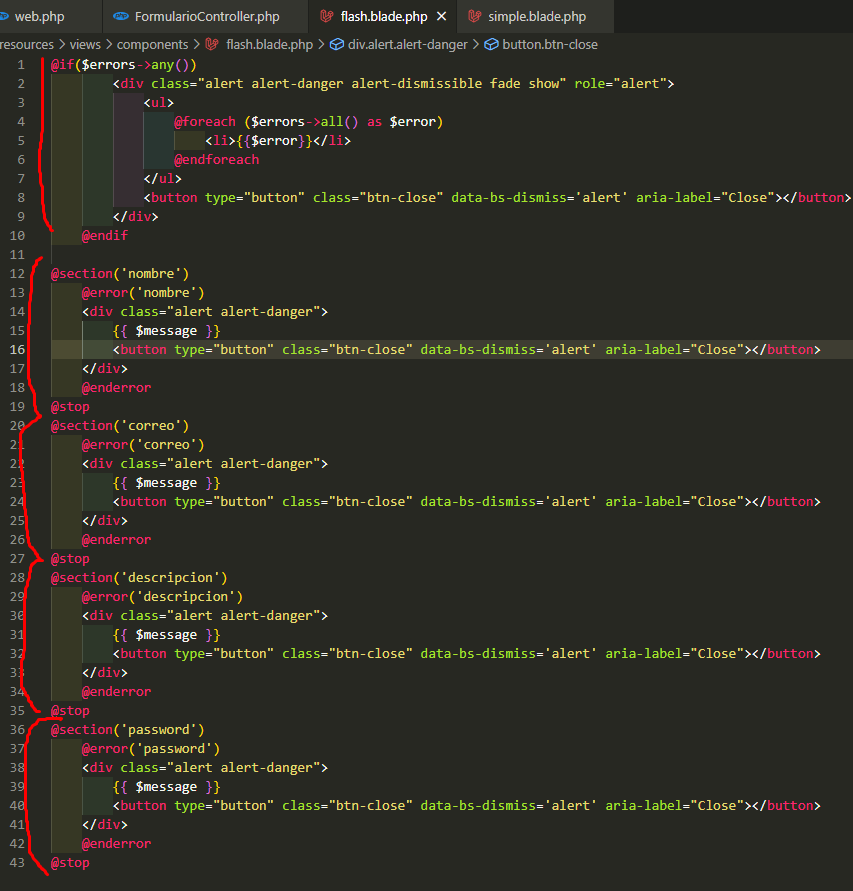 web.php FormularioController.php flash.blade.php simple.blade.php
resources > views > components > flash.blade.php > div.alert.alert-danger > button.btn-close
1 @if($errors->any())
2 <div class="alert alert-danger alert-dismissible fade show" role="alert">
3 <ul>
4 @foreach ($errors->all() as $error)
5 <li>{{$error}}</li>
6 @endforeach
7 </ul>
8 <button type="button" class="btn-close" data-bs-dismiss='alert' aria-label="Close"></button>
9 </div>
10 @endif
11
12 @section('nombre')
13 @error('nombre')
14 <div class="alert alert-danger">
15 {{ $message }}
16 <button type="button" class="btn-close" data-bs-dismiss='alert' aria-label="Close"></button>
17 </div>
18 @enderror
19 @stop
20 @section('correo')
21 @error('correo')
22 <div class="alert alert-danger">
23 {{ $message }}
24 <button type="button" class="btn-close" data-bs-dismiss='alert' aria-label="Close"></button>
25 </div>
26 @enderror
27 @stop
28 @section('descripcion')
29 @error('descripcion')
30 <div class="alert alert-danger">
31 {{ $message }}
32 <button type="button" class="btn-close" data-bs-dismiss='alert' aria-label="Close"></button>
33 </div>
34 @enderror
35 @stop
36 @section('password')
37 @error('password')
38 <div class="alert alert-danger">
39 {{ $message }}
40 <button type="button" class="btn-close" data-bs-dismiss='alert' aria-label="Close"></button>
41 </div>
42 @enderror
43 @stop